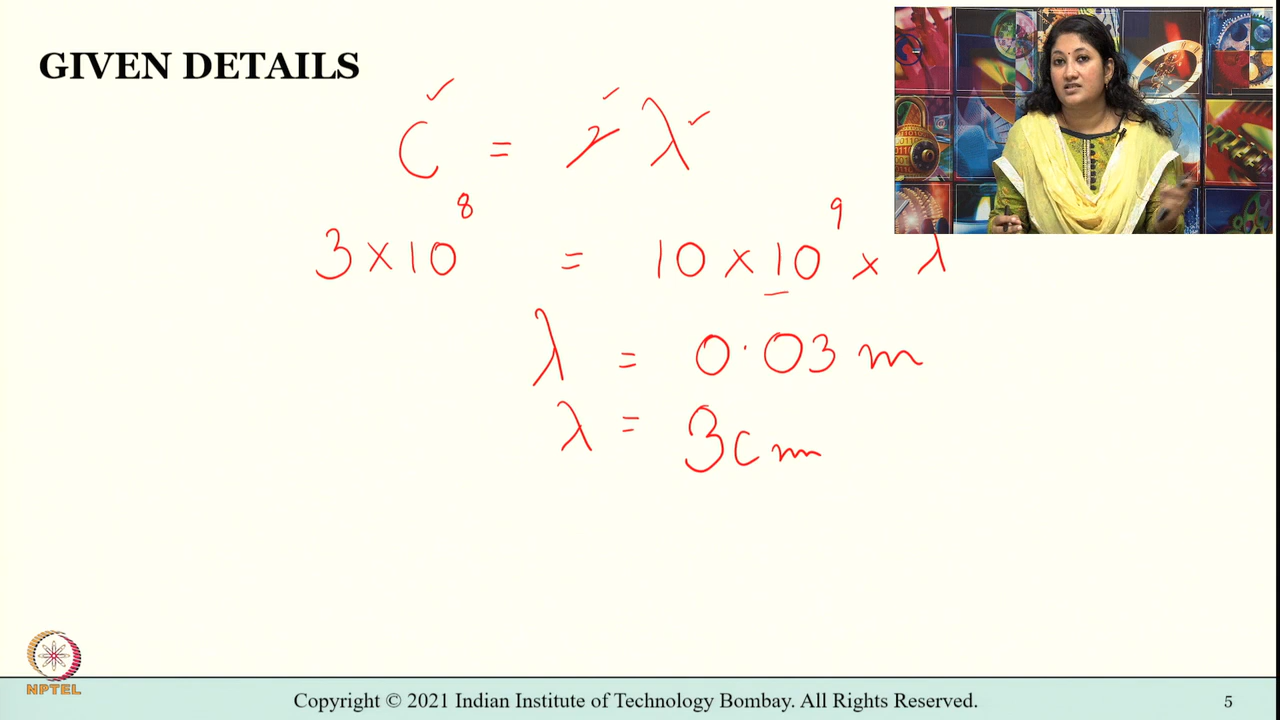 GIVEN DETAILS
C = ν λ
3 × 10⁸ = 10 × 10⁹ × λ
λ = 0.03 m
λ = 3 cm
NPTEL
Copyright © 2021 Indian Institute of Technology Bombay. All Rights Reserved.
5